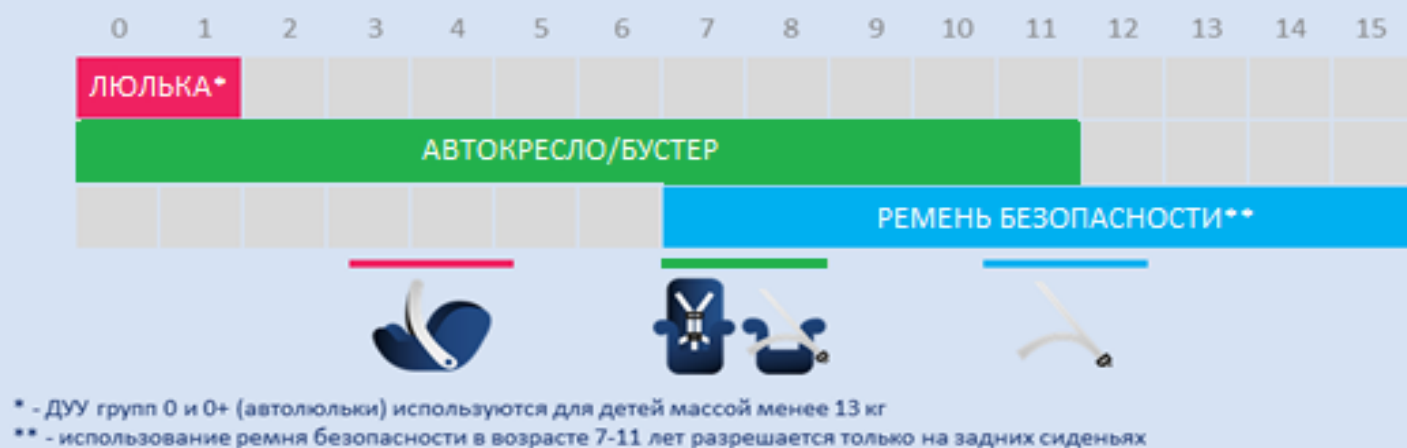 0 1 2 3 4 5 6 7 8 9 10 11 12 13 14 15
ЛЮЛЬКА*
АВТОКРЕСЛО/БУСТЕР
РЕМЕНЬ БЕЗОПАСНОСТИ**
* - ДУУ групп 0 и 0+ (автолюльки) используются для детей массой менее 13 кг
** - использование ремня безопасности в возрасте 7-11 лет разрешается только на задних сиденьях